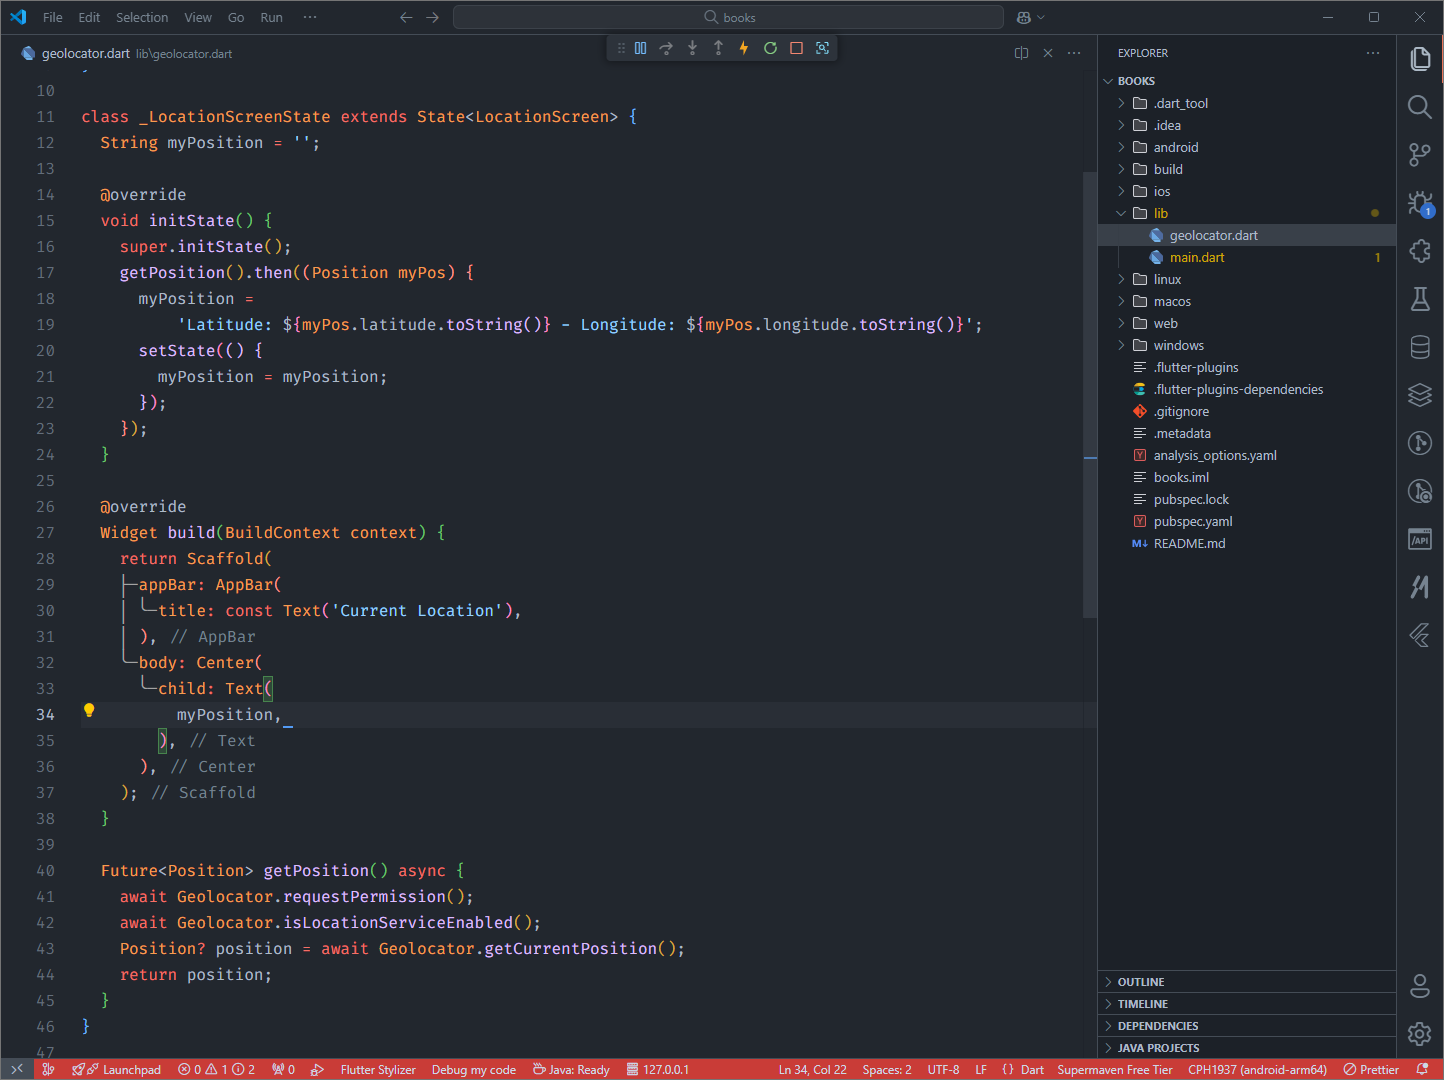 File Edit Selection View Go Run ··· books
geolocator.dart lib\geolocator.dart
10
11 class _LocationScreenState extends State<LocationScreen> {
12 String myPosition = '';
13
14 @override
15 void initState() {
16 super.initState();
17 getPosition().then((Position myPos) {
18 myPosition =
19 'Latitude: ${myPos.latitude.toString()} - Longitude: ${myPos.longitude.toString()}';
20 setState(() {
21 myPosition = myPosition;
22 });
23 });
24 }
25
26 @override
27 Widget build(BuildContext context) {
28 return Scaffold(
29 appBar: AppBar(
30 title: const Text('Current Location'),
31 ), // AppBar
32 body: Center(
33 child: Text(
34 myPosition,
35 ), // Text
36 ), // Center
37 ); // Scaffold
38 }
39
40 Future<Position> getPosition() async {
41 await Geolocator.requestPermission();
42 await Geolocator.isLocationServiceEnabled();
43 Position? position = await Geolocator.getCurrentPosition();
44 return position;
45 }
46 }
47
EXPLORER
BOOKS
.dart_tool
.idea
android
build
ios
lib
geolocator.dart
main.dart 1
linux
macos
web
windows
.flutter-plugins
.flutter-plugins-dependencies
.gitignore
.metadata
analysis_options.yaml
books.iml
pubspec.lock
pubspec.yaml
README.md
OUTLINE
TIMELINE
DEPENDENCIES
JAVA PROJECTS
1
/API
Launchpad 0 1 2 0 Flutter Stylizer Debug my code Java: Ready 127.0.0.1 Ln 34, Col 22 Spaces: 2 UTF-8 LF {} Dart Supermaven Free Tier CPH1937 (android-arm64) Prettier